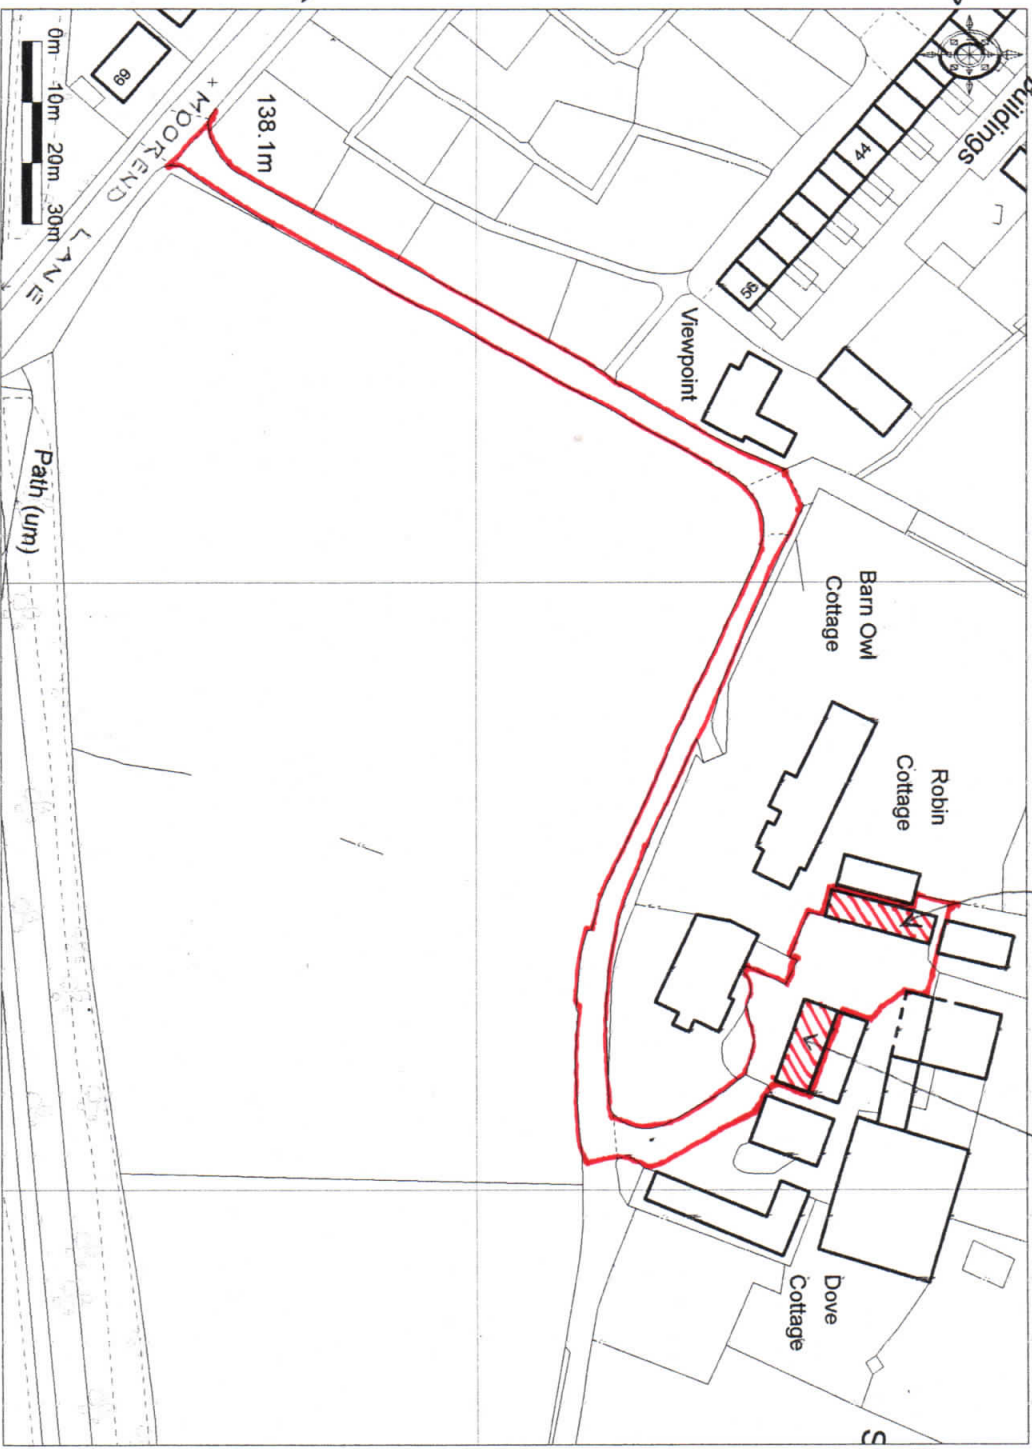 Buildings
44
56
Viewpoint
138.1m
69
MOOREND
LANE
0m 10m 20m 30m
Path (um)
Barn Owl
Cottage
Robin
Cottage
Dove
Cottage
S